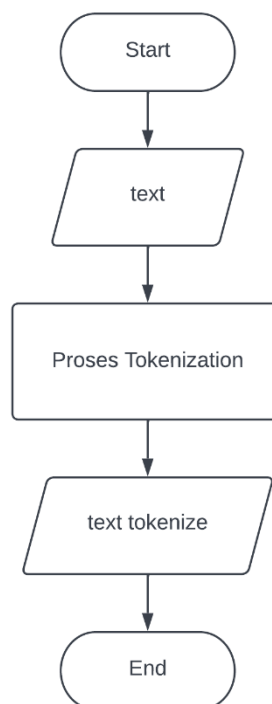 Start
text
Proses Tokenization
text tokenize
End